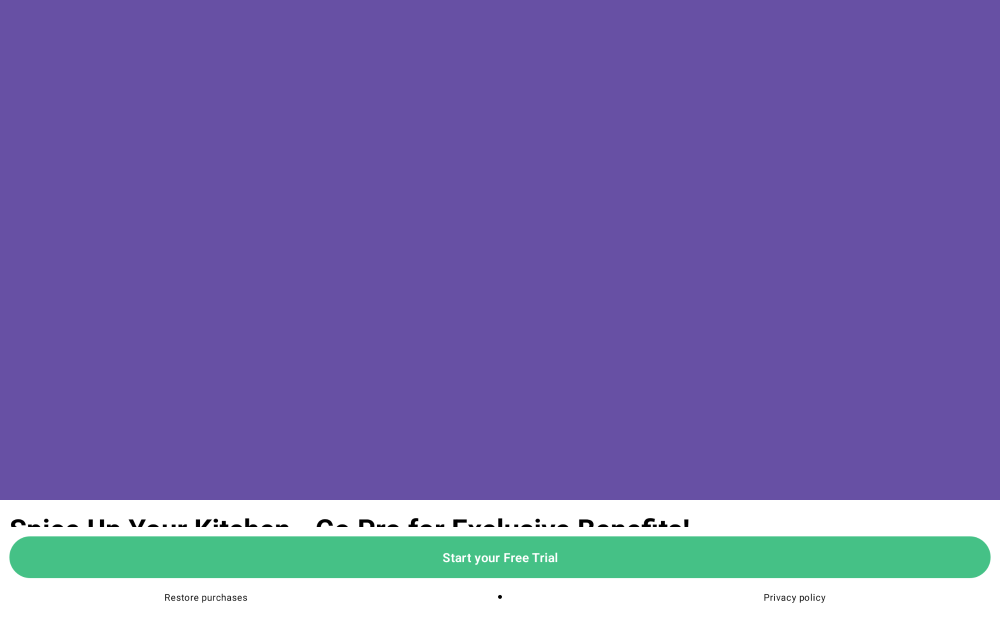 Spice Up Your Kitchen - Go Pro for Exclusive Benefits!
Start your Free Trial
Restore purchases
•
Privacy policy